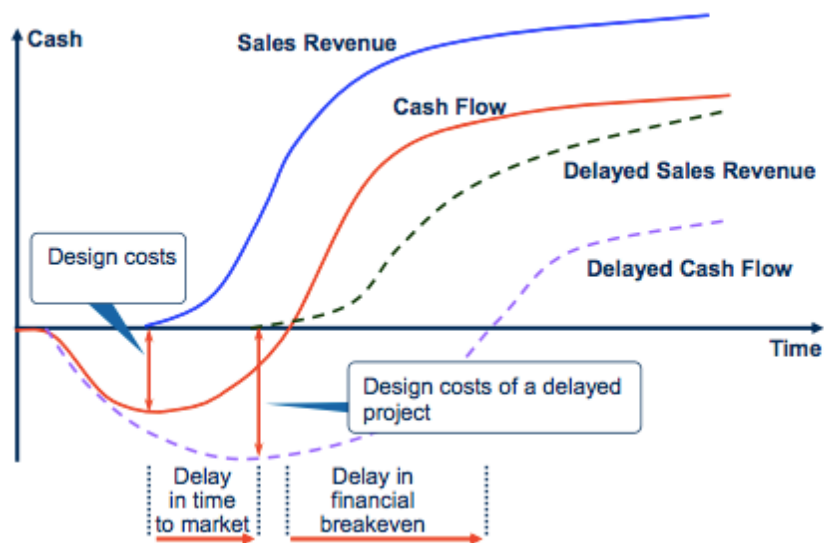 Cash
Sales Revenue
Cash Flow
Delayed Sales Revenue
Design costs
Delayed Cash Flow
Time
Design costs of a delayed
project
Delay
in time
to market
Delay in
financial
breakeven